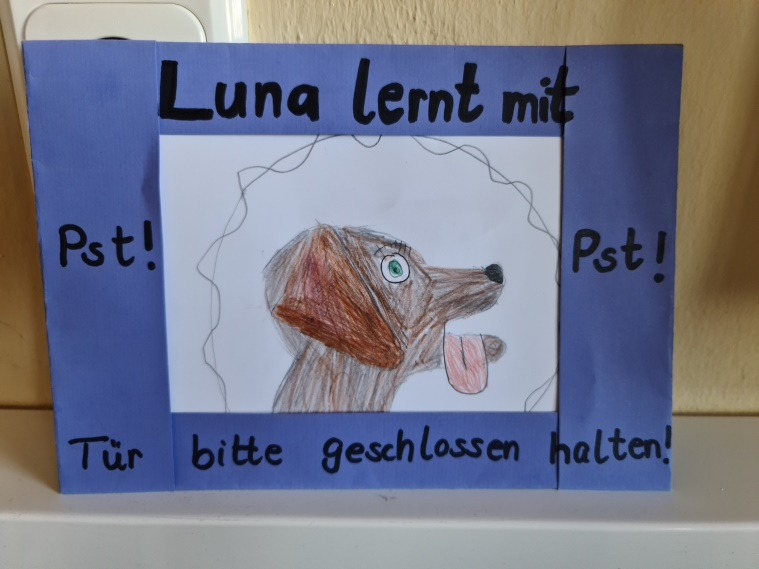 Luna lernt mit
Pst!
Pst!
Tür bitte geschlossen halten!